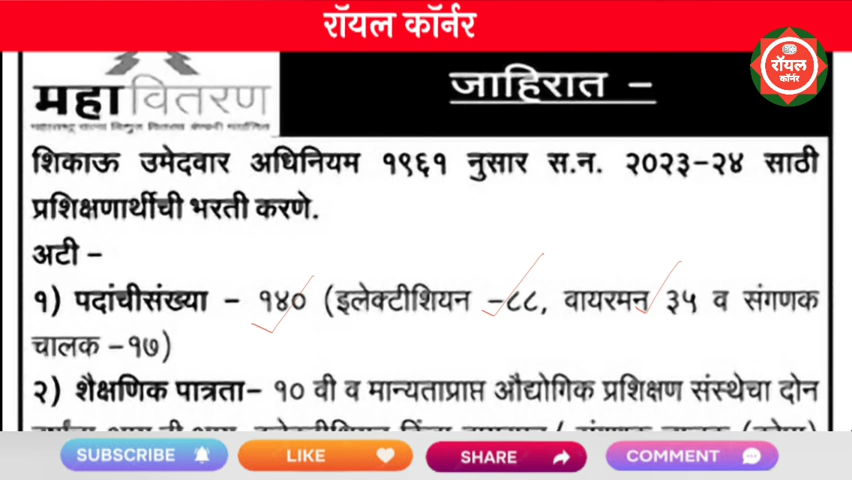 रॉयल कॉर्नर
रॉयल
कॉर्नर
महावितरण
जाहिरात -
शिकाऊ उमेदवार अधिनियम १९६१ नुसार स.न. २०२३-२४ साठी
प्रशिक्षणार्थीची भरती करणे.
अटी -
१) पदांचीसंख्या - १४० (इलेक्टीशियन -८८, वायरमन ३५ व संगणक
चालक -१७)
२) शैक्षणिक पात्रता- १० वी व मान्यताप्राप्त औद्योगिक प्रशिक्षण संस्थेचा दोन
SUBSCRIBE
LIKE
SHARE
COMMENT